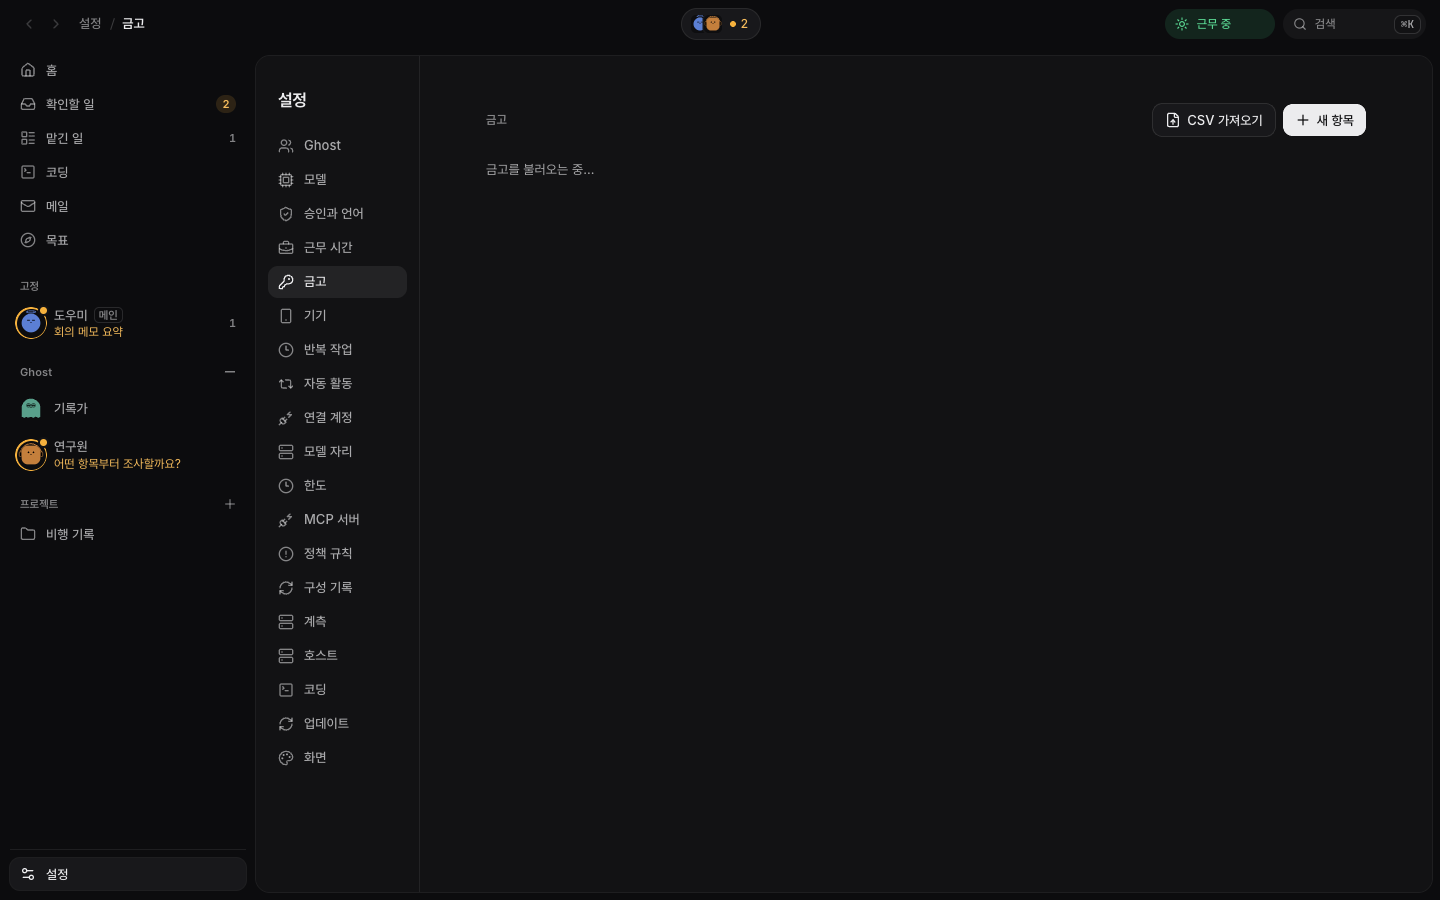 설정 / 금고
2
근무 중
검색
⌘K
홈
확인할 일
2
맡긴 일
1
코딩
메일
목표
고정
도우미 메인
회의 메모 요약
1
Ghost
기록가
연구원
어떤 항목부터 조사할까요?
프로젝트
비행 기록
설정
설정
Ghost
모델
승인과 언어
근무 시간
금고
기기
반복 작업
자동 활동
연결 계정
모델 자리
한도
MCP 서버
정책 규칙
구성 기록
계측
호스트
코딩
업데이트
화면
금고
CSV 가져오기
새 항목
금고를 불러오는 중...